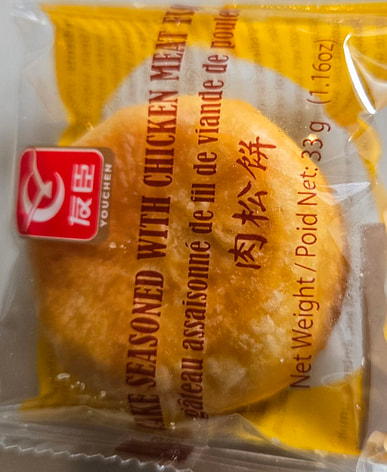 友臣
YOUCHEN
CAKE SEASONED WITH CHICKEN MEAT
gâteau assaisonné de fil de viande de poulet
肉松饼
Net Weight / Poid Net: 33 g (1.16oz)